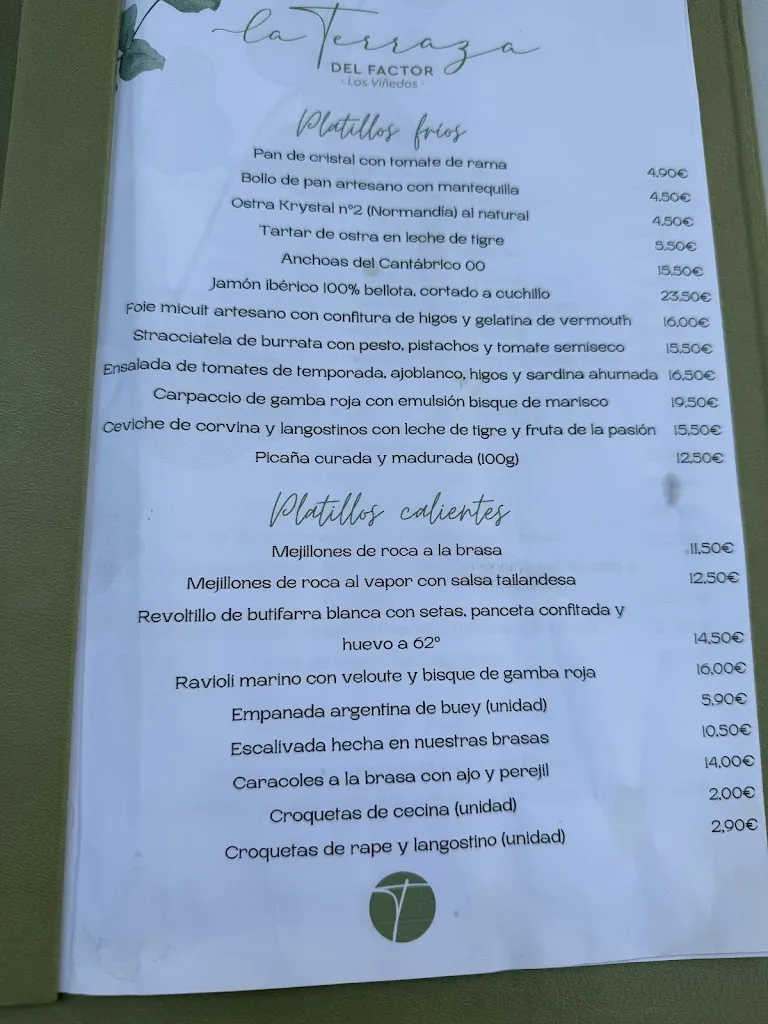 La Terraza
DEL FACTOR
· Los Viñedos ·
Platillos fríos
Pan de cristal con tomate de rama 4,90€
Bollo de pan artesano con mantequilla 4,50€
Ostra Krystal nº2 (Normandía) al natural 4,50€
Tartar de ostra en leche de tigre 5,50€
Anchoas del Cantábrico 00 15,50€
Jamón ibérico 100% bellota, cortado a cuchillo 23,50€
Foie micuit artesano con confitura de higos y gelatina de vermouth 16,00€
Stracciatela de burrata con pesto, pistachos y tomate semiseco 15,50€
Ensalada de tomates de temporada, ajoblanco, higos y sardina ahumada 16,50€
Carpaccio de gamba roja con emulsión bisque de marisco 19,50€
Ceviche de corvina y langostinos con leche de tigre y fruta de la pasión 15,50€
Picaña curada y madurada (100g) 12,50€
Platillos calientes
Mejillones de roca a la brasa 11,50€
Mejillones de roca al vapor con salsa tailandesa 12,50€
Revoltillo de butifarra blanca con setas, panceta confitada y
huevo a 62º 14,50€
Ravioli marino con veloute y bisque de gamba roja 16,00€
Empanada argentina de buey (unidad) 5,90€
Escalivada hecha en nuestras brasas 10,50€
Caracoles a la brasa con ajo y perejil 14,00€
Croquetas de cecina (unidad) 2,00€
Croquetas de rape y langostino (unidad) 2,90€